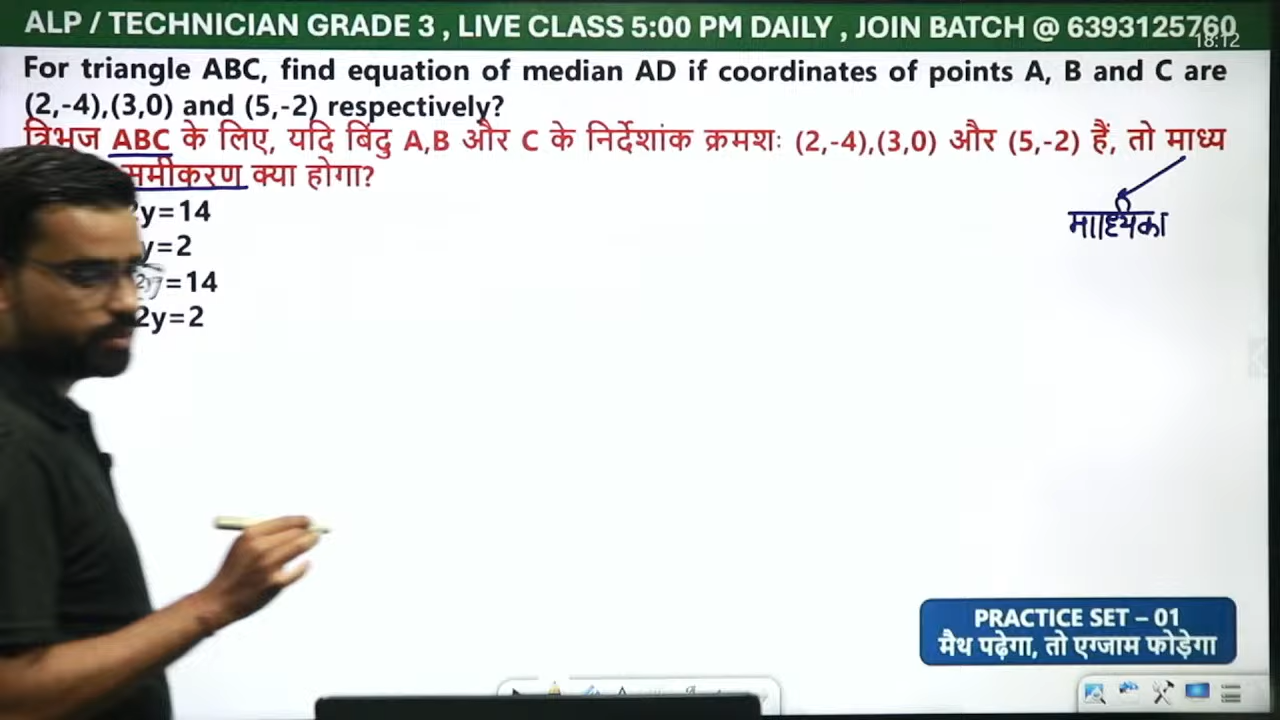 ALP / TECHNICIAN GRADE 3 , LIVE CLASS 5:00 PM DAILY , JOIN BATCH @ 6393125760
18:12
For triangle ABC, find equation of median AD if coordinates of points A, B and C are
(2,-4),(3,0) and (5,-2) respectively?
त्रिभुज ABC के लिए, यदि बिंदु A,B और C के निर्देशांक क्रमशः (2,-4),(3,0) और (5,-2) हैं, तो माध्य
समीकरण क्या होगा?
माध्यिका
y=14
y=2
=14
2y=2
PRACTICE SET – 01
मैथ पढ़ेगा, तो एग्जाम फोड़ेगा